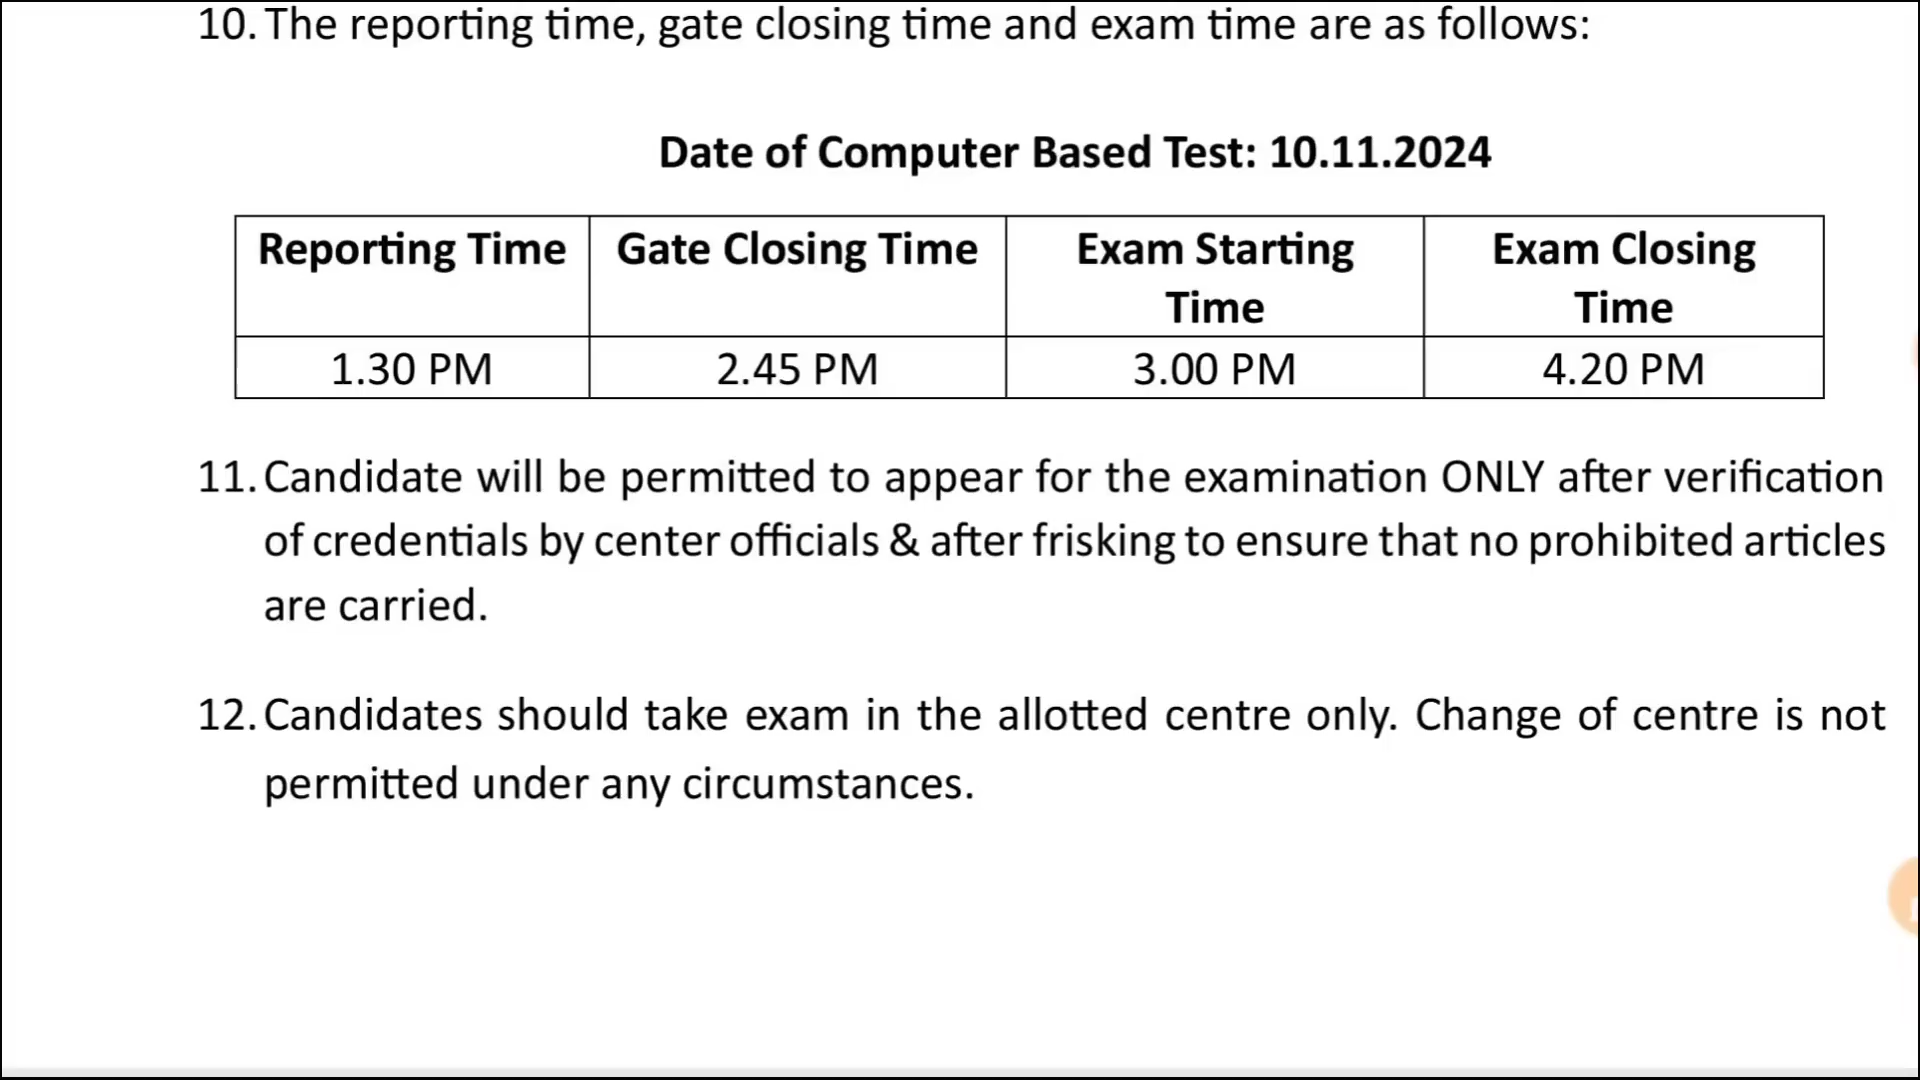 10. The reporting time, gate closing time and exam time are as follows:
Date of Computer Based Test: 10.11.2024
Reporting Time Gate Closing Time Exam Starting Time Exam Closing Time
1.30 PM 2.45 PM 3.00 PM 4.20 PM
11. Candidate will be permitted to appear for the examination ONLY after verification
of credentials by center officials & after frisking to ensure that no prohibited articles
are carried.
12. Candidates should take exam in the allotted centre only. Change of centre is not
permitted under any circumstances.